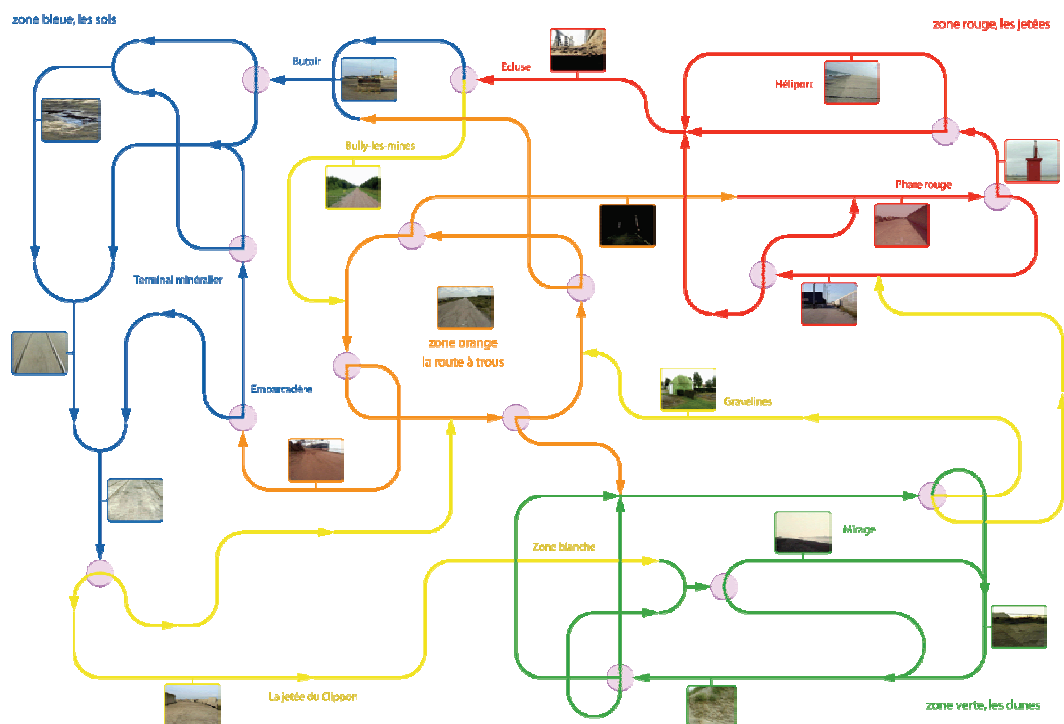 zone bleue, les sols
zone rouge, les jetées
Butoir
Ecluse
Héliport
Bully-les-mines
Phare rouge
Terminal minéralier
zone orange
la route à trous
Embarcadère
Gravelines
Mirage
Zone blanche
La jetée du Clippon
zone verte, les dunes